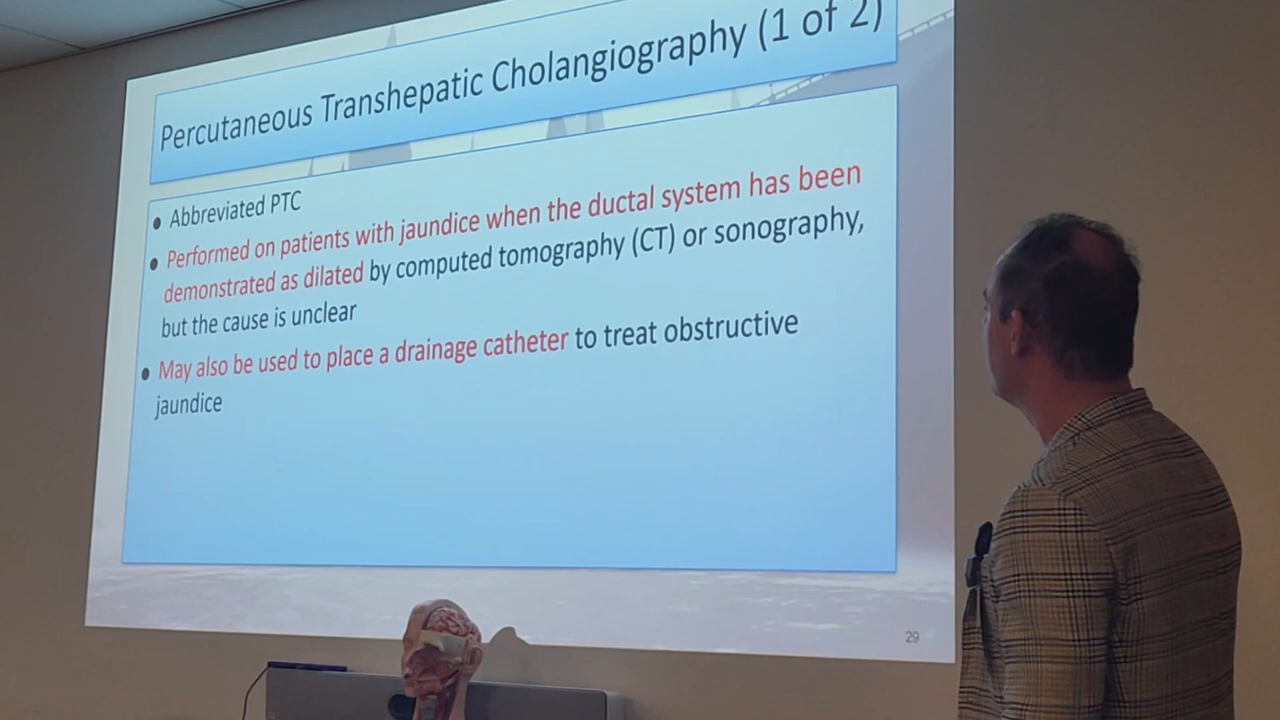 Percutaneous Transhepatic Cholangiography (1 of 2)
• Abbreviated PTC
• Performed on patients with jaundice when the ductal system has been
demonstrated as dilated by computed tomography (CT) or sonography,
but the cause is unclear
• May also be used to place a drainage catheter to treat obstructive
jaundice
29